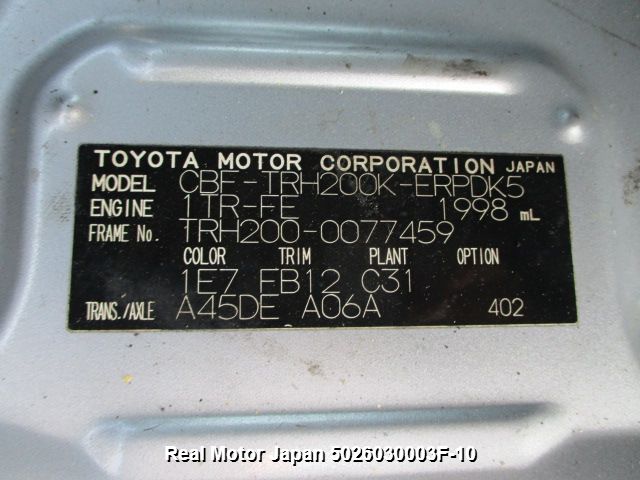 TOYOTA MOTOR CORPORATION JAPAN
MODEL CBF-TRH200K-ERPDK5
ENGINE 1TR-FE 1998 mL
FRAME No. TRH200-0077459
COLOR TRIM PLANT OPTION
1E7 FB12 C31
TRANS./AXLE A45DE A06A 402
Real Motor Japan 5026030003F-10